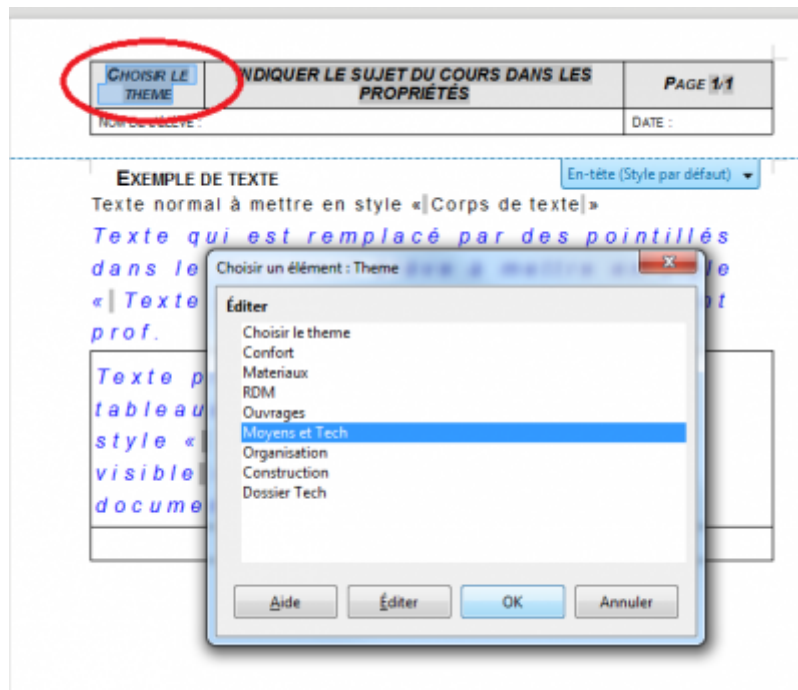 CHOISIR LE
THEME
INDIQUER LE SUJET DU COURS DANS LES
PROPRIÉTÉS
PAGE 1/1
NOM DE L'ÉLÈVE :
DATE :
EXEMPLE DE TEXTE
En-tête (Style par défaut)
Texte normal à mettre en style « Corps de texte »
Texte qui est remplacé par des pointillés
dans le
« Texte
prof.
Texte p
tableau
style «
visible
docume
Choisir un élément : Theme
Éditer
Choisir le theme
Confort
Materiaux
RDM
Ouvrages
Moyens et Tech
Organisation
Construction
Dossier Tech
Aide
Éditer
OK
Annuler